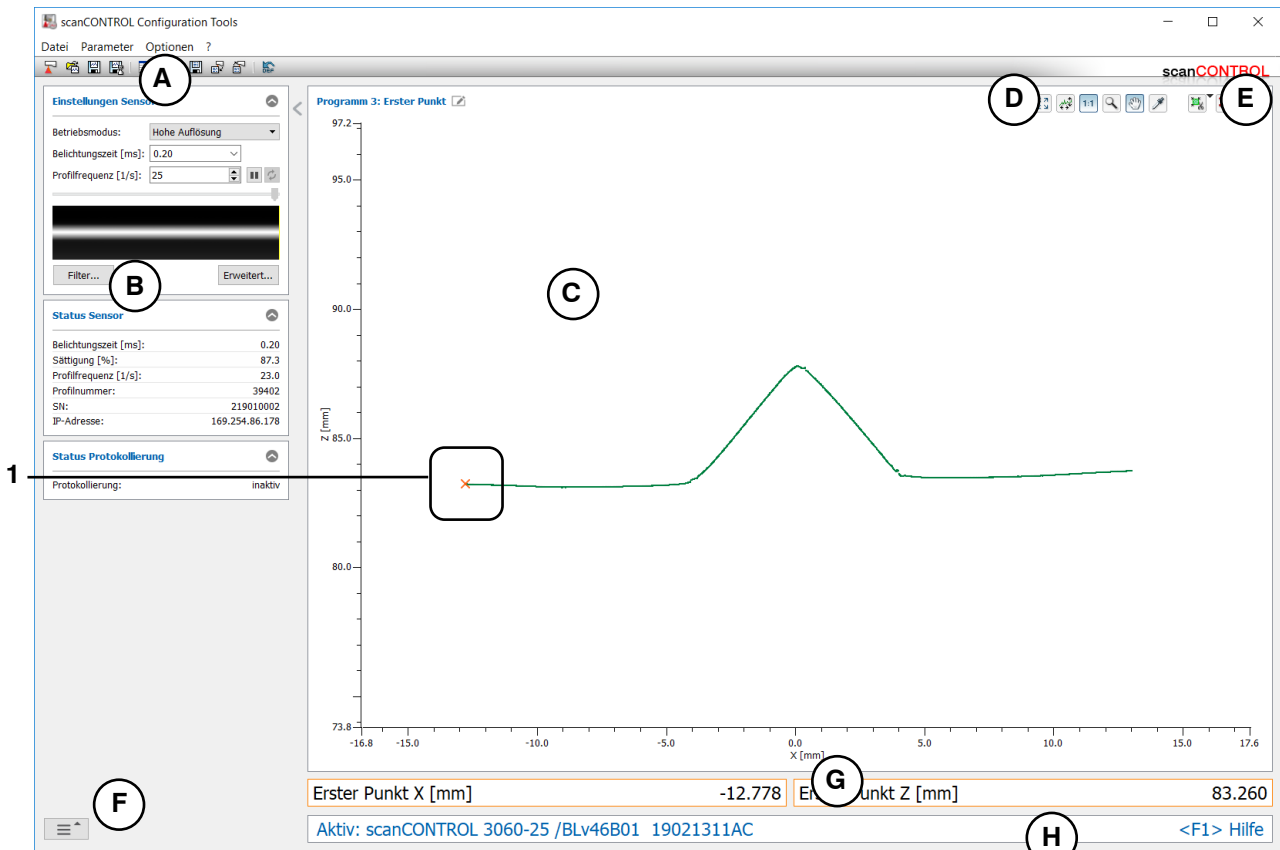 scanCONTROL Configuration Tools
Datei Parameter Optionen ?
A
scanCONTROL
Einstellungen Sensor
Betriebsmodus: Hohe Auflösung
Belichtungszeit [ms]: 0.20
Profilfrequenz [1/s]: 25
Filter... Erweitert...
B
Status Sensor
Belichtungszeit [ms]: 0.20
Sättigung [%]: 87.3
Profilfrequenz [1/s]: 23.0
Profilnummer: 39402
SN: 219010002
IP-Adresse: 169.254.86.178
Status Protokollierung
Protokollierung: inaktiv
1
Programm 3: Erster Punkt
D
1:1
E
97.2
95.0
90.0
85.0
80.0
73.8
Z [mm]
C
-16.8 -15.0 -10.0 -5.0 0.0 5.0 10.0 15.0 17.6
X [mm]
F
G
Erster Punkt X [mm] -12.778
Erster Punkt Z [mm] 83.260
Aktiv: scanCONTROL 3060-25 /BLv46B01 19021311AC
H
<F1> Hilfe